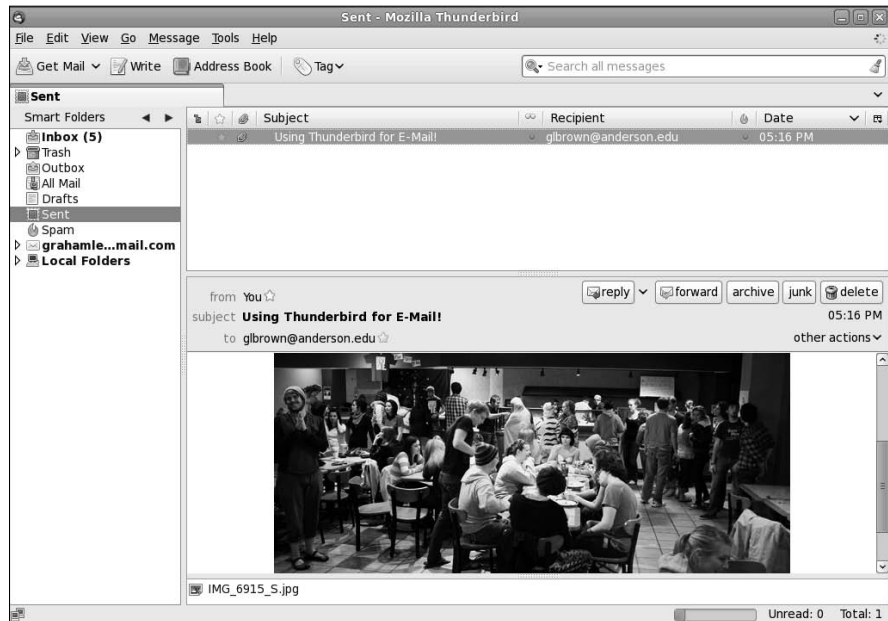 Sent - Mozilla Thunderbird
File Edit View Go Message Tools Help
Get Mail Write Address Book Tag Search all messages
Sent
Smart Folders Subject Recipient Date
Inbox (5) Using Thunderbird for E-Mail! glbrown@anderson.edu 05:16 PM
Trash
Outbox
All Mail
Drafts
Sent
Spam
grahamle...mail.com
Local Folders
from You reply forward archive junk delete
subject Using Thunderbird for E-Mail! 05:16 PM
to glbrown@anderson.edu other actions
IMG_6915_S.jpg
Unread: 0 Total: 1